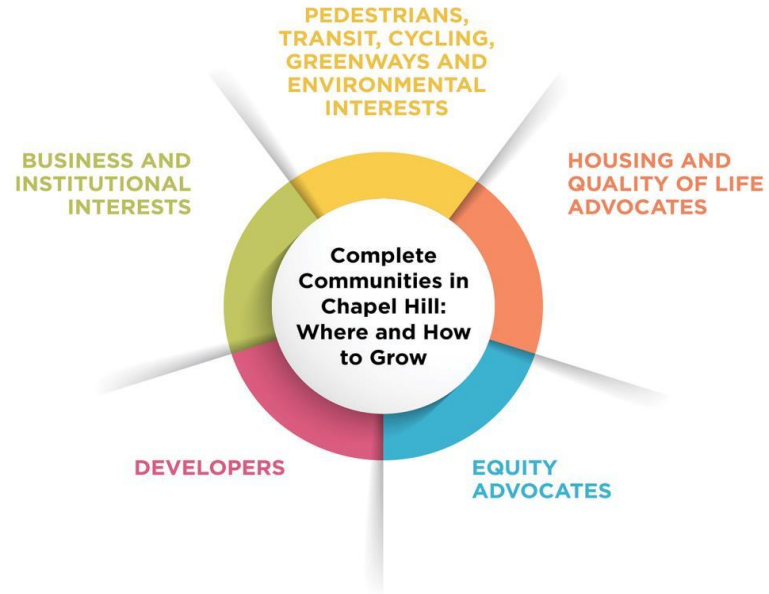 PEDESTRIANS,
TRANSIT, CYCLING,
GREENWAYS AND
ENVIRONMENTAL
INTERESTS
BUSINESS AND
INSTITUTIONAL
INTERESTS
HOUSING AND
QUALITY OF LIFE
ADVOCATES
Complete
Communities in
Chapel Hill:
Where and How
to Grow
DEVELOPERS
EQUITY
ADVOCATES